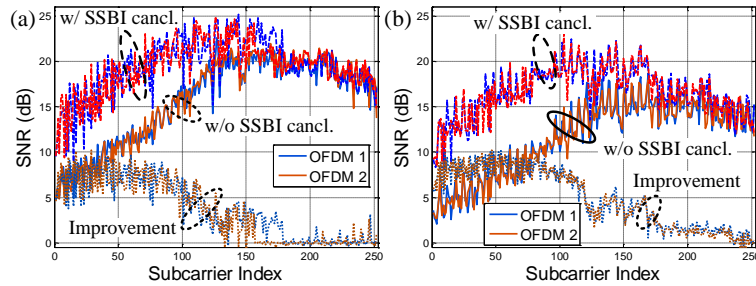 (a)
w/ SSBI cancl.
w/o SSBI cancl.
OFDM 1
OFDM 2
Improvement
SNR (dB)
25
20
15
10
5
0
0
50
100
150
200
250
Subcarrier Index
(b)
w/ SSBI cancl.
w/o SSBI cancl.
Improvement
OFDM 1
OFDM 2
SNR (dB)
25
20
15
10
5
0
0
50
100
150
200
250
Subcarrier Index